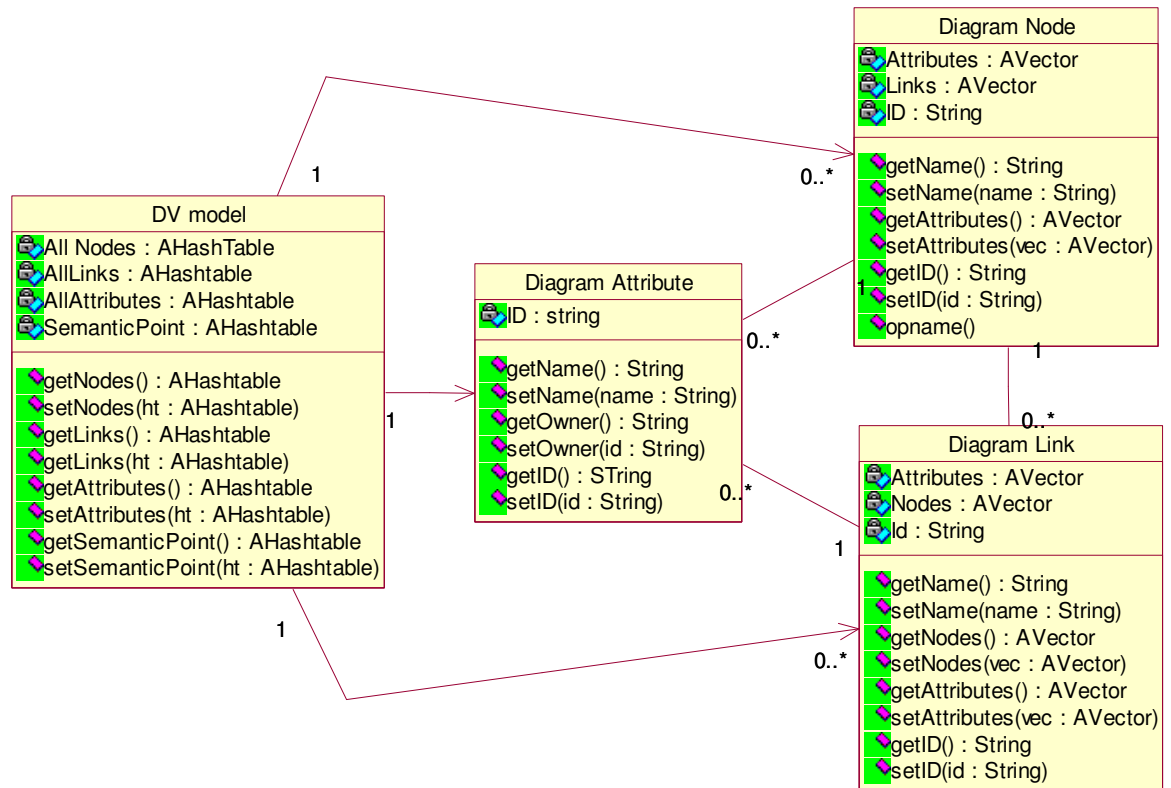 Diagram Node
Attributes : AVector
Links : AVector
ID : String
getName() : String
setName(name : String)
getAttributes() : AVector
setAttributes(vec : AVector)
getID() : String
setID(id : String)
opname()
1
0..*
DV model
All Nodes : AHashTable
AllLinks : AHashtable
AllAttributes : AHashtable
SemanticPoint : AHashtable
getNodes() : AHashtable
setNodes(ht : AHashtable)
getLinks() : AHashtable
getLinks(ht : AHashtable)
getAttributes() : AHashtable
setAttributes(ht : AHashtable)
getSemanticPoint() : AHashtable
setSemanticPoint(ht : AHashtable)
1
Diagram Attribute
ID : string
getName() : String
setName(name : String)
getOwner() : String
setOwner(id : String)
getID() : STring
setID(id : String)
1
0..*
1
0..*
0..*
1
Diagram Link
Attributes : AVector
Nodes : AVector
Id : String
getName() : String
setName(name : String)
getNodes() : AVector
setNodes(vec : AVector)
getAttributes() : AVector
setAttributes(vec : AVector)
getID() : String
setID(id : String)
1
0..*